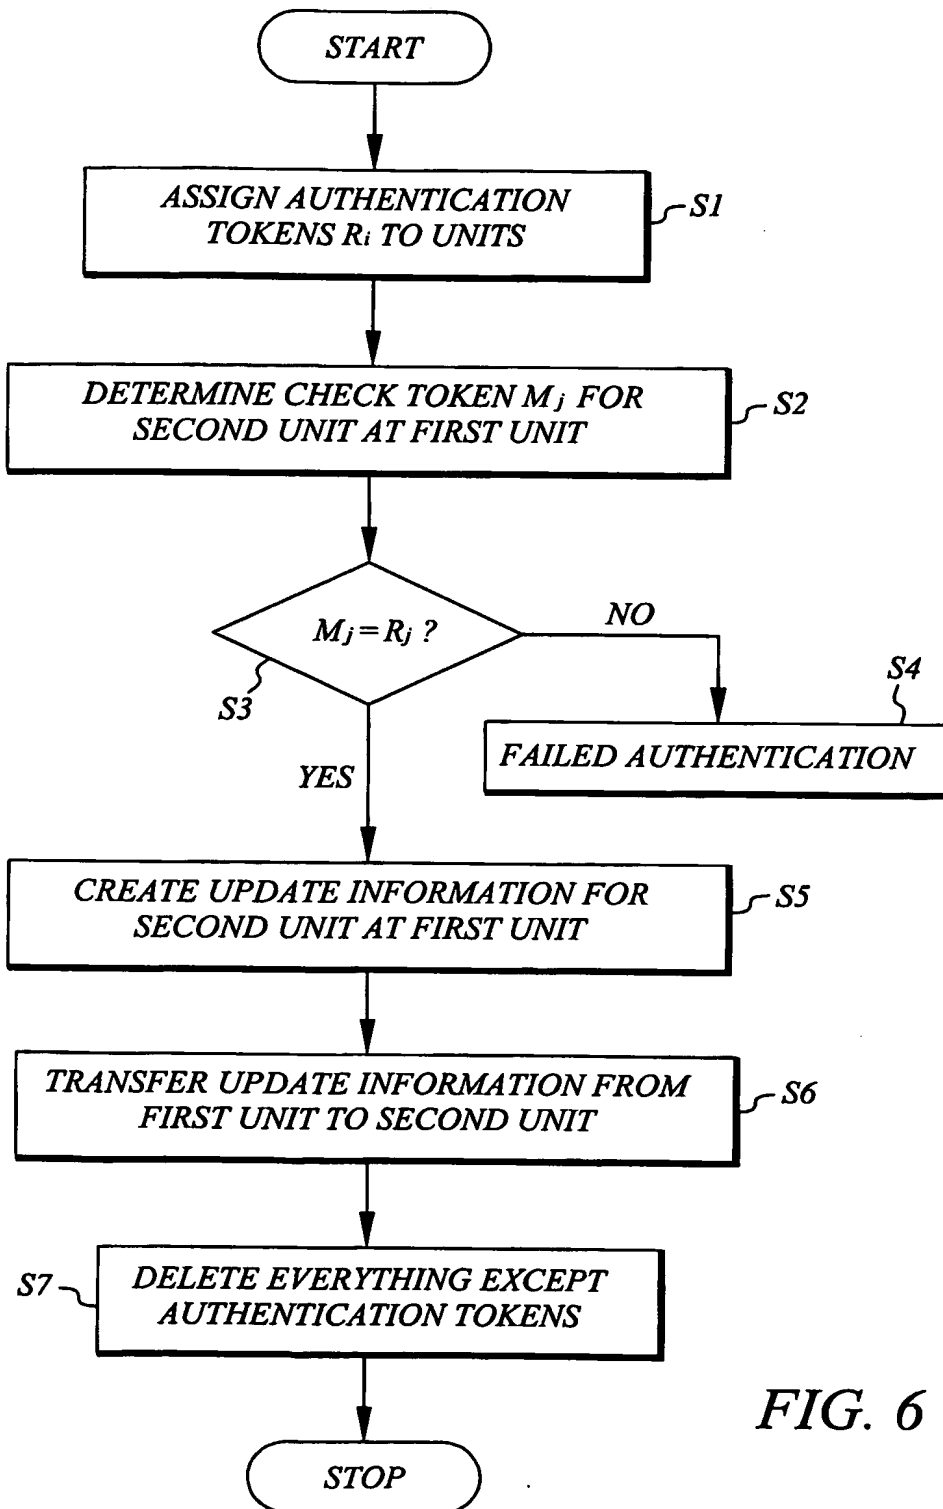 START
ASSIGN AUTHENTICATION
TOKENS Ri TO UNITS
S1
DETERMINE CHECK TOKEN Mj FOR
SECOND UNIT AT FIRST UNIT
S2
Mj = Rj ?
S3
NO
S4
FAILED AUTHENTICATION
YES
CREATE UPDATE INFORMATION FOR
SECOND UNIT AT FIRST UNIT
S5
TRANSFER UPDATE INFORMATION FROM
FIRST UNIT TO SECOND UNIT
S6
S7
DELETE EVERYTHING EXCEPT
AUTHENTICATION TOKENS
STOP
FIG. 6